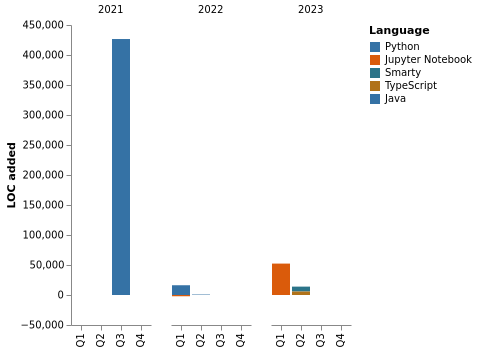 2021 2022 2023
Language
Python
Jupyter Notebook
Smarty
TypeScript
Java
LOC added
450,000
400,000
350,000
300,000
250,000
200,000
150,000
100,000
50,000
0
−50,000
Q1 Q2 Q3 Q4 Q1 Q2 Q3 Q4 Q1 Q2 Q3 Q4